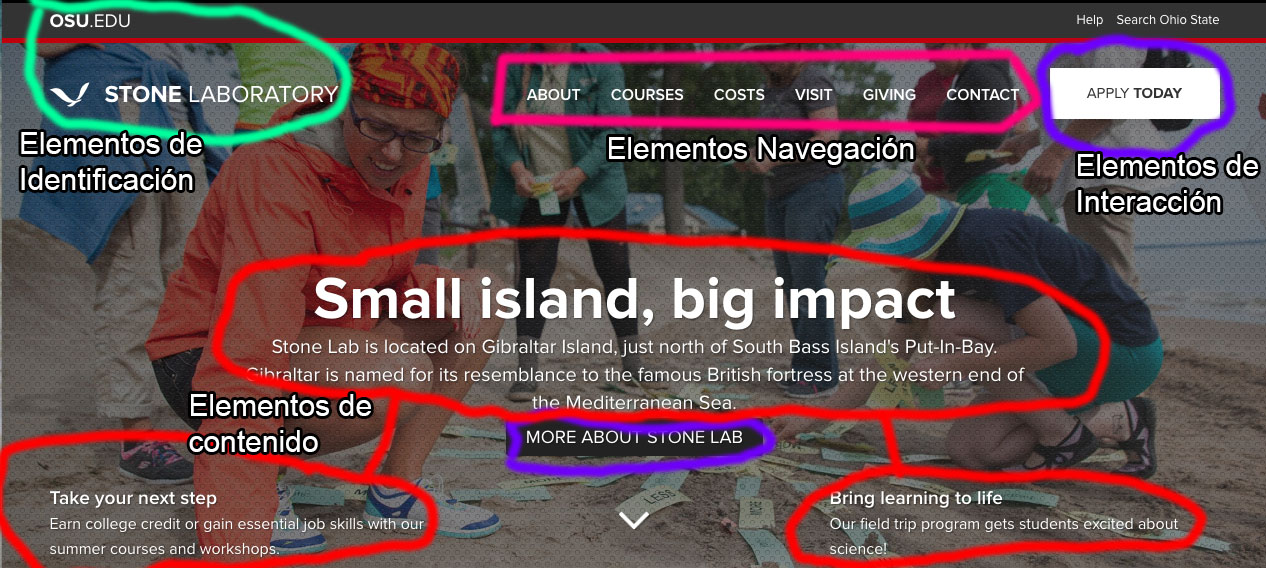 OSU.EDU
Help Search Ohio State
STONE LABORATORY
ABOUT COURSES COSTS VISIT GIVING CONTACT
APPLY TODAY
Elementos de
Identificación
Elementos Navegación
Elementos de
Interacción
Small island, big impact
Stone Lab is located on Gibraltar Island, just north of South Bass Island's Put-In-Bay.
Gibraltar is named for its resemblance to the famous British fortress at the western end of
the Mediterranean Sea.
Elementos de
contenido
MORE ABOUT STONE LAB
Take your next step
Earn college credit or gain essential job skills with our
summer courses and workshops.
Bring learning to life
Our field trip program gets students excited about
science!
LESS